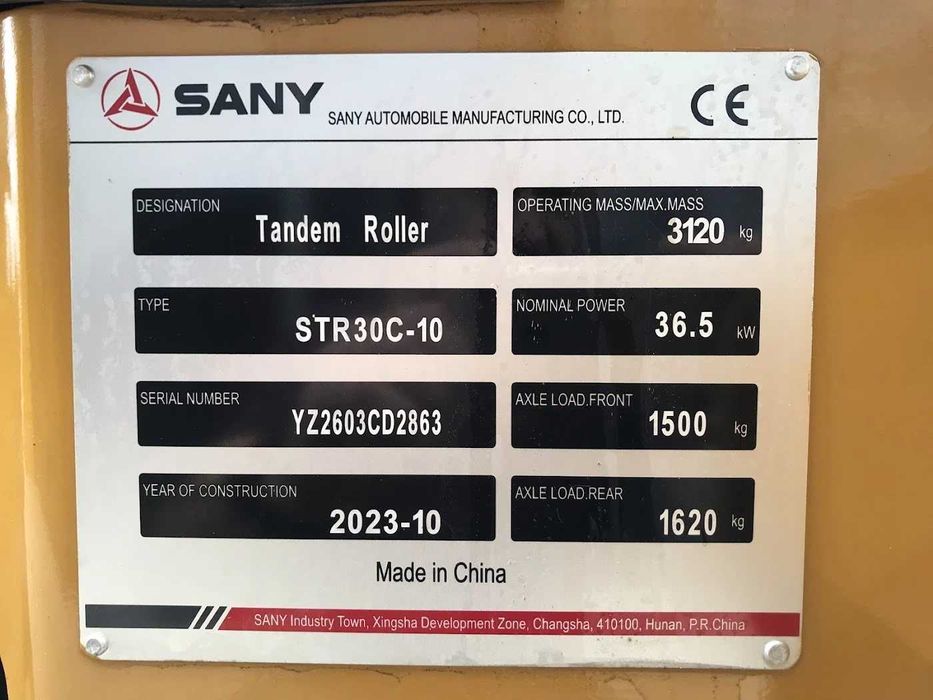 SANY
SANY AUTOMOBILE MANUFACTURING CO., LTD.
CE
DESIGNATION
Tandem Roller
OPERATING MASS/MAX.MASS
3120 kg
TYPE
STR30C-10
NOMINAL POWER
36.5 kW
SERIAL NUMBER
YZ2603CD2863
AXLE LOAD.FRONT
1500 kg
YEAR OF CONSTRUCTION
2023-10
AXLE LOAD.REAR
1620 kg
Made in China
SANY Industry Town, Xingsha Development Zone, Changsha, 410100, Hunan, P.R.China